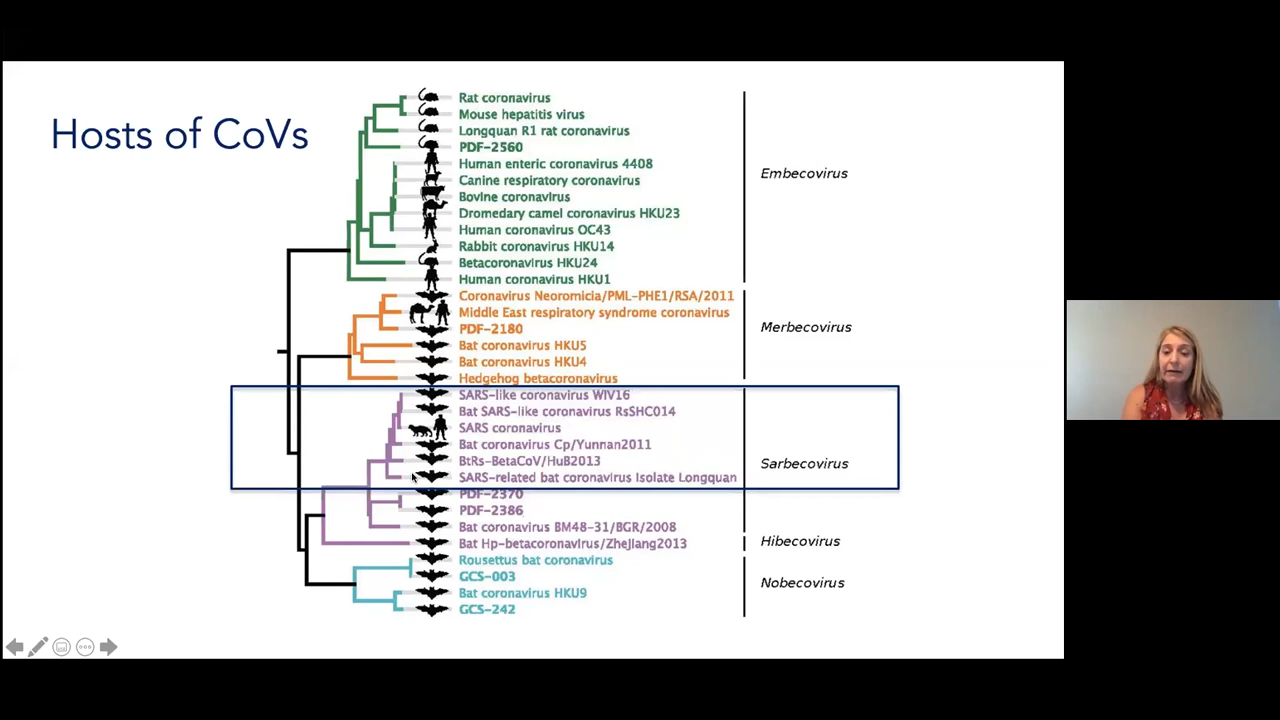 Hosts of CoVs
Rat coronavirus
Mouse hepatitis virus
Longquan R1 rat coronavirus
PDF-2560
Human enteric coronavirus 4408
Canine respiratory coronavirus
Bovine coronavirus
Dromedary camel coronavirus HKU23
Human coronavirus OC43
Rabbit coronavirus HKU14
Betacoronavirus HKU24
Human coronavirus HKU1
Embecovirus
Coronavirus Neoromicia/PML-PHE1/RSA/2011
Middle East respiratory syndrome coronavirus
PDF-2180
Bat coronavirus HKU5
Bat coronavirus HKU4
Hedgehog betacoronavirus
Merbecovirus
SARS-like coronavirus WIV16
Bat SARS-like coronavirus RsSHC014
SARS coronavirus
Bat coronavirus Cp/Yunnan2011
BtRs-BetaCoV/HuB2013
SARS-related bat coronavirus Isolate Longquan
PDF-2370
PDF-2386
Bat coronavirus BM48-31/BGR/2008
Sarbecovirus
Bat Hp-betacoronavirus/Zhejiang2013
Hibecovirus
Rousettus bat coronavirus
GCS-003
Bat coronavirus HKU9
GCS-242
Nobecovirus